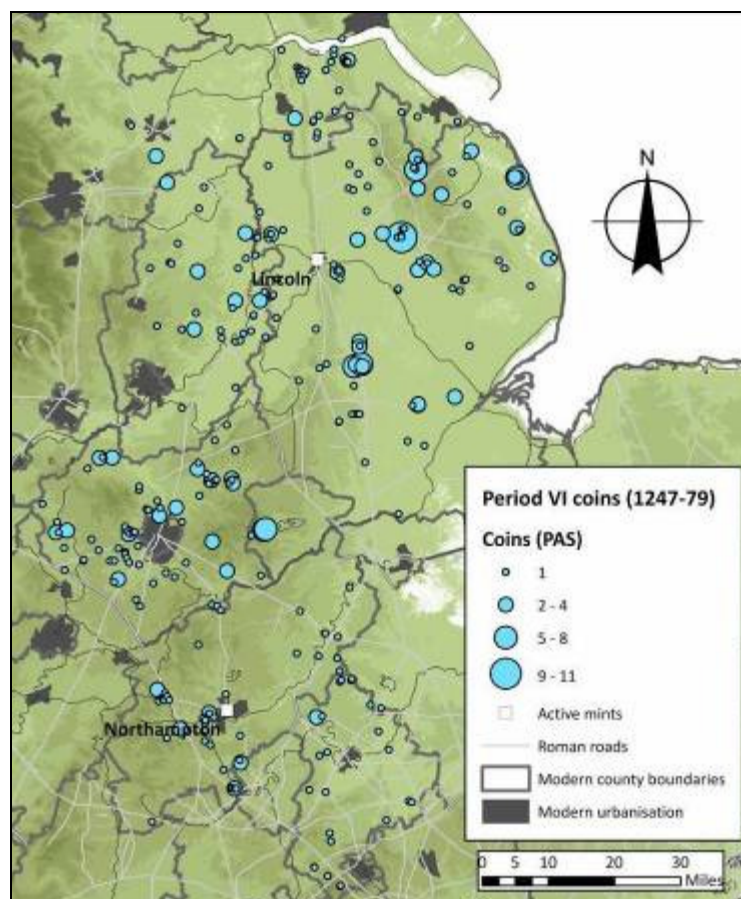 N
Lincoln
Northampton
Period VI coins (1247-79)
Coins (PAS)
1
2 - 4
5 - 8
9 - 11
Active mints
Roman roads
Modern county boundaries
Modern urbanisation
0 5 10 20 30
Miles